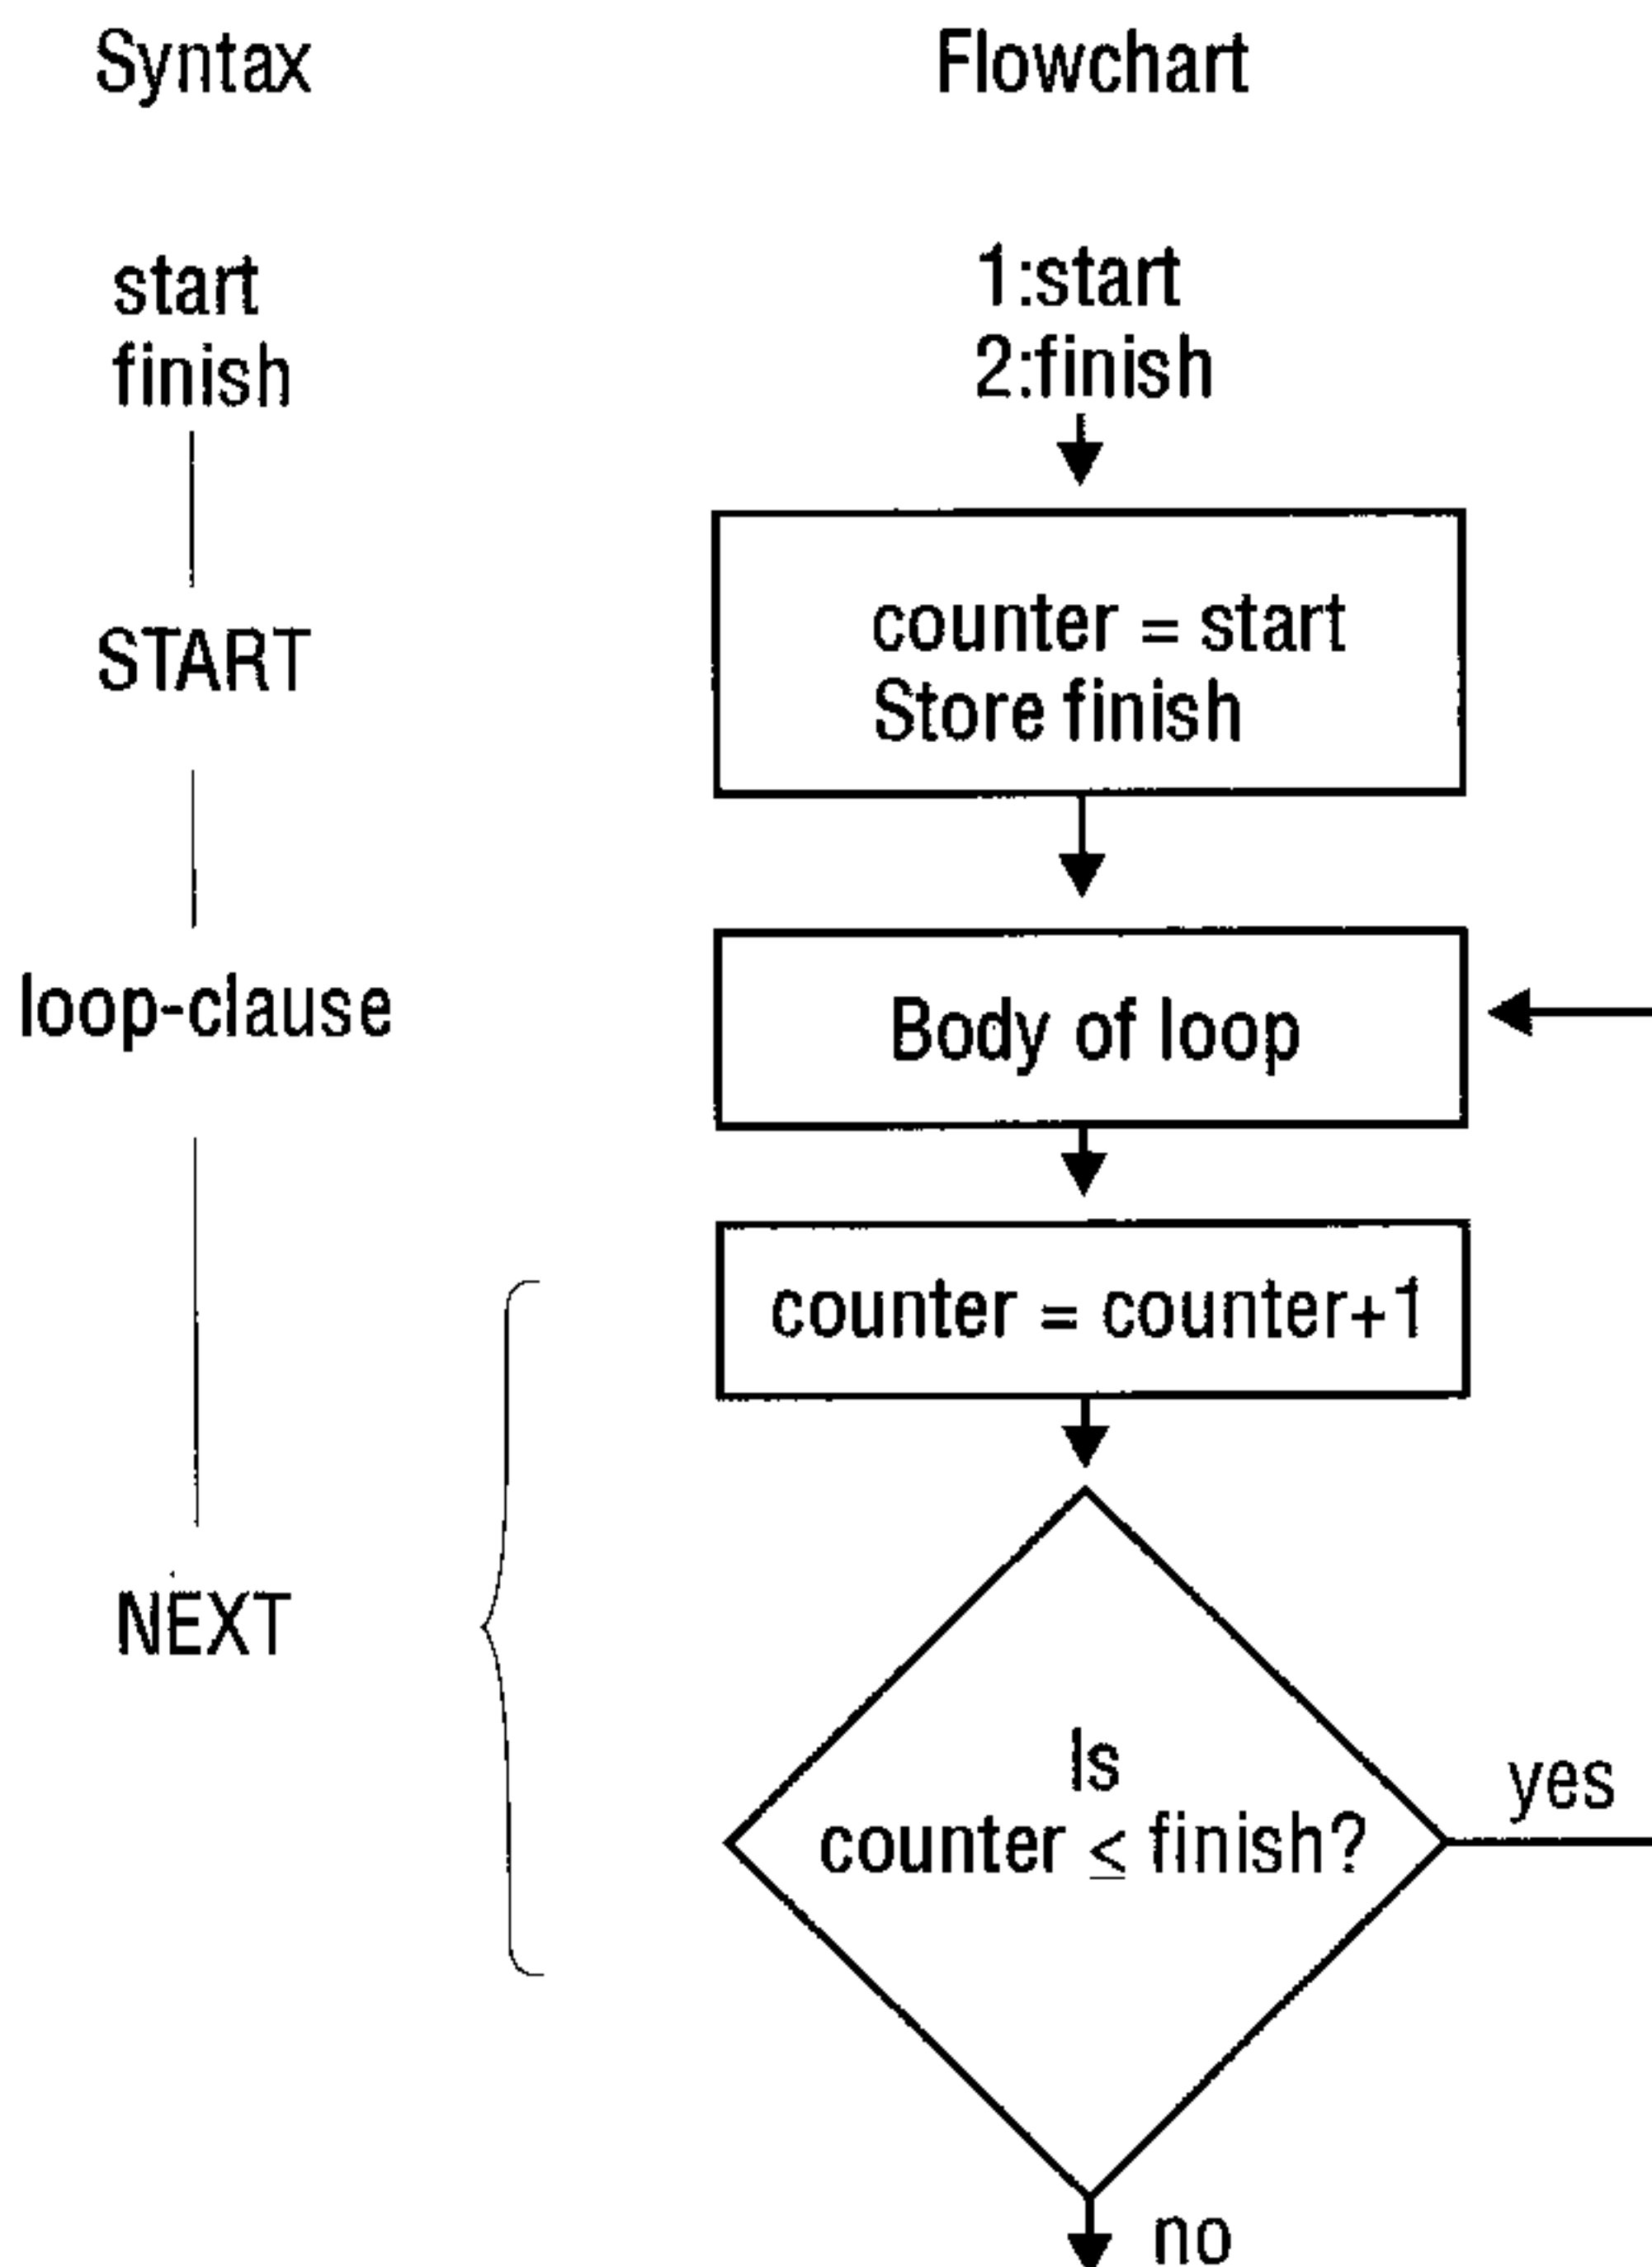 Syntax
Flowchart
start
finish
1:start
2:finish
START
counter = start
Store finish
loop-clause
Body of loop
counter = counter+1
NEXT
Is
counter ≤ finish?
yes
no